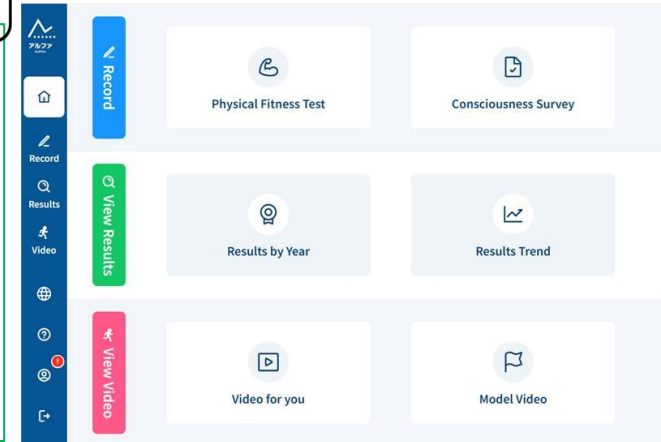 アルファ
Record
Results
Video
Record
Physical Fitness Test
Consciousness Survey
View Results
Results by Year
Results Trend
View Video
Video for you
Model Video